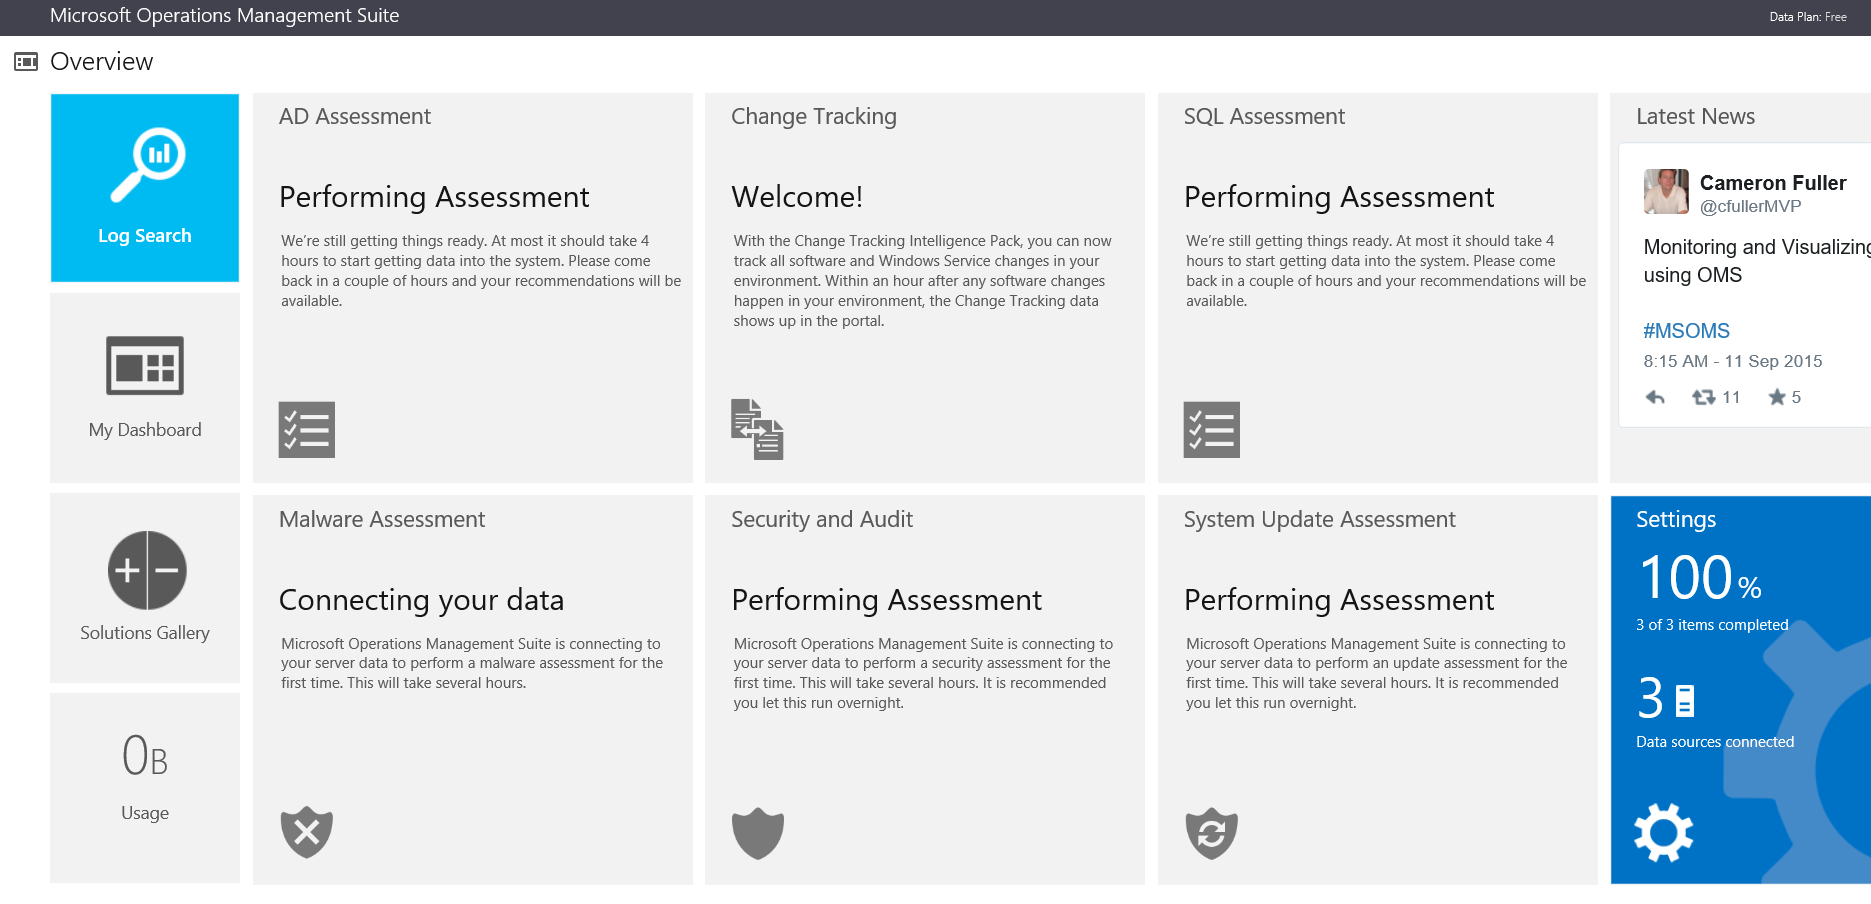 Microsoft Operations Management Suite
Data Plan: Free
Overview
Log Search
My Dashboard
Solutions Gallery
0B
Usage
AD Assessment
Performing Assessment
We're still getting things ready. At most it should take 4
hours to start getting data into the system. Please come
back in a couple of hours and your recommendations will be
available.
Change Tracking
Welcome!
With the Change Tracking Intelligence Pack, you can now
track all software and Windows Service changes in your
environment. Within an hour after any software changes
happen in your environment, the Change Tracking data
shows up in the portal.
SQL Assessment
Performing Assessment
We're still getting things ready. At most it should take 4
hours to start getting data into the system. Please come
back in a couple of hours and your recommendations will be
available.
Latest News
Cameron Fuller
@cfullerMVP
Monitoring and Visualizing
using OMS
#MSOMS
8:15 AM - 11 Sep 2015
11 5
Malware Assessment
Connecting your data
Microsoft Operations Management Suite is connecting to
your server data to perform a malware assessment for the
first time. This will take several hours.
Security and Audit
Performing Assessment
Microsoft Operations Management Suite is connecting to
your server data to perform a security assessment for the
first time. This will take several hours. It is recommended
you let this run overnight.
System Update Assessment
Performing Assessment
Microsoft Operations Management Suite is connecting to
your server data to perform an update assessment for the
first time. This will take several hours. It is recommended
you let this run overnight.
Settings
100%
3 of 3 items completed
3
Data sources connected